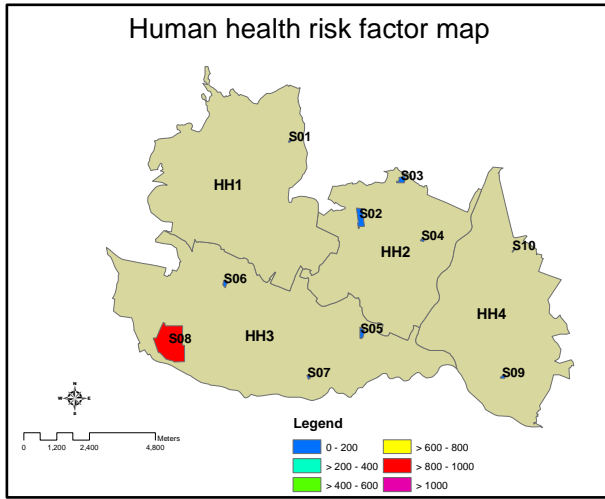 Human health risk factor map
S01
HH1
S03
S02
S04
S10
HH2
S06
HH4
S05
S08
HH3
S07
S09
N
W E
S
Legend
Meters
0 1,200 2,400 4,800
0 - 200
> 200 - 400
> 400 - 600
> 600 - 800
> 800 - 1000
> 1000